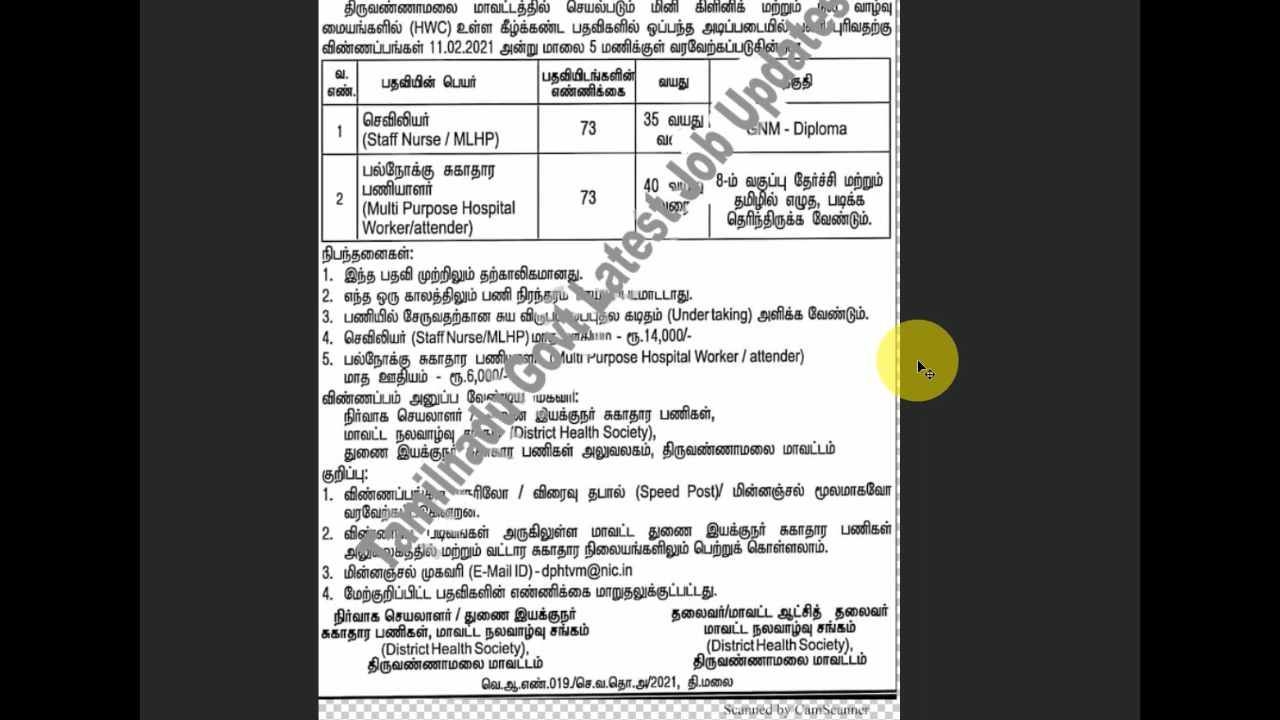 திருவண்ணாமலை மாவட்டத்தில் செயல்படும் மினி கிளினிக் மற்றும் நல வாழ்வு
மையங்களில் (HWC) உள்ள கீழ்க்கண்ட பதவிகளில் ஒப்பந்த அடிப்படையில்
விண்ணப்பங்கள் 11.02.2021 அன்று மாலை 5 மணிக்குள்
வ.எண். பதவியின் பெயர் பதவியிடங்களின் எண்ணிக்கை வயது
1 செவிலியர் (Staff Nurse / MLHP) 73 35 வயது GNM - Diploma
2 பல்நோக்கு சுகாதார பணியாளர் (Multi Purpose Hospital Worker/attender) 73 40 8-ம் வகுப்பு தேர்ச்சி மற்றும் தமிழில் எழுத, படிக்க தெரிந்திருக்க வேண்டும்.
நிபந்தனைகள்:
1. இந்த பதவி முற்றிலும் தற்காலிகமானது.
2. எந்த ஒரு காலத்திலும் பணி நிரந்தரம்
3. பணியில் சேருவதற்கான சுய கடிதம் (Under taking) அளிக்க வேண்டும்.
4. செவிலியர் (Staff Nurse/MLHP) - ரூ.14,000/-
5. பல்நோக்கு சுகாதார (Multi Purpose Hospital Worker / attender)
மாத ஊதியம் - ரூ.6,000/-
விண்ணப்பம் அனுப்ப
நிர்வாக செயலாளர் / இயக்குநர் சுகாதார பணிகள்,
மாவட்ட நலவாழ்வு (District Health Society),
துணை இயக்குநர் பணிகள் அலுவலகம், திருவண்ணாமலை மாவட்டம்
குறிப்பு:
1. / விரைவு தபால் (Speed Post)/ மின்னஞ்சல் மூலமாகவோ
2. அருகிலுள்ள மாவட்ட துணை இயக்குநர் சுகாதார பணிகள்
மற்றும் வட்டார சுகாதார நிலையங்களிலும் பெற்றுக் கொள்ளலாம்.
3. மின்னஞ்சல் முகவரி (E-Mail ID) - dphtvm@nic.in
4. மேற்குறிப்பிட்ட பதவிகளின் எண்ணிக்கை மாறுதலுக்குட்பட்டது.
நிர்வாக செயலாளர் / துணை இயக்குநர்
சுகாதார பணிகள், மாவட்ட நலவாழ்வு சங்கம்
(District Health Society),
திருவண்ணாமலை மாவட்டம்
தலைவர்/மாவட்ட ஆட்சித் தலைவர்
மாவட்ட நலவாழ்வு சங்கம்
(District Health Society),
திருவண்ணாமலை மாவட்டம்
வெ.ஆ.எண்.019./செ.வ.தொ.அ/2021, தி.மலை
Tamilnadu Govt Latest Job Updates
Scanned by CamScanner